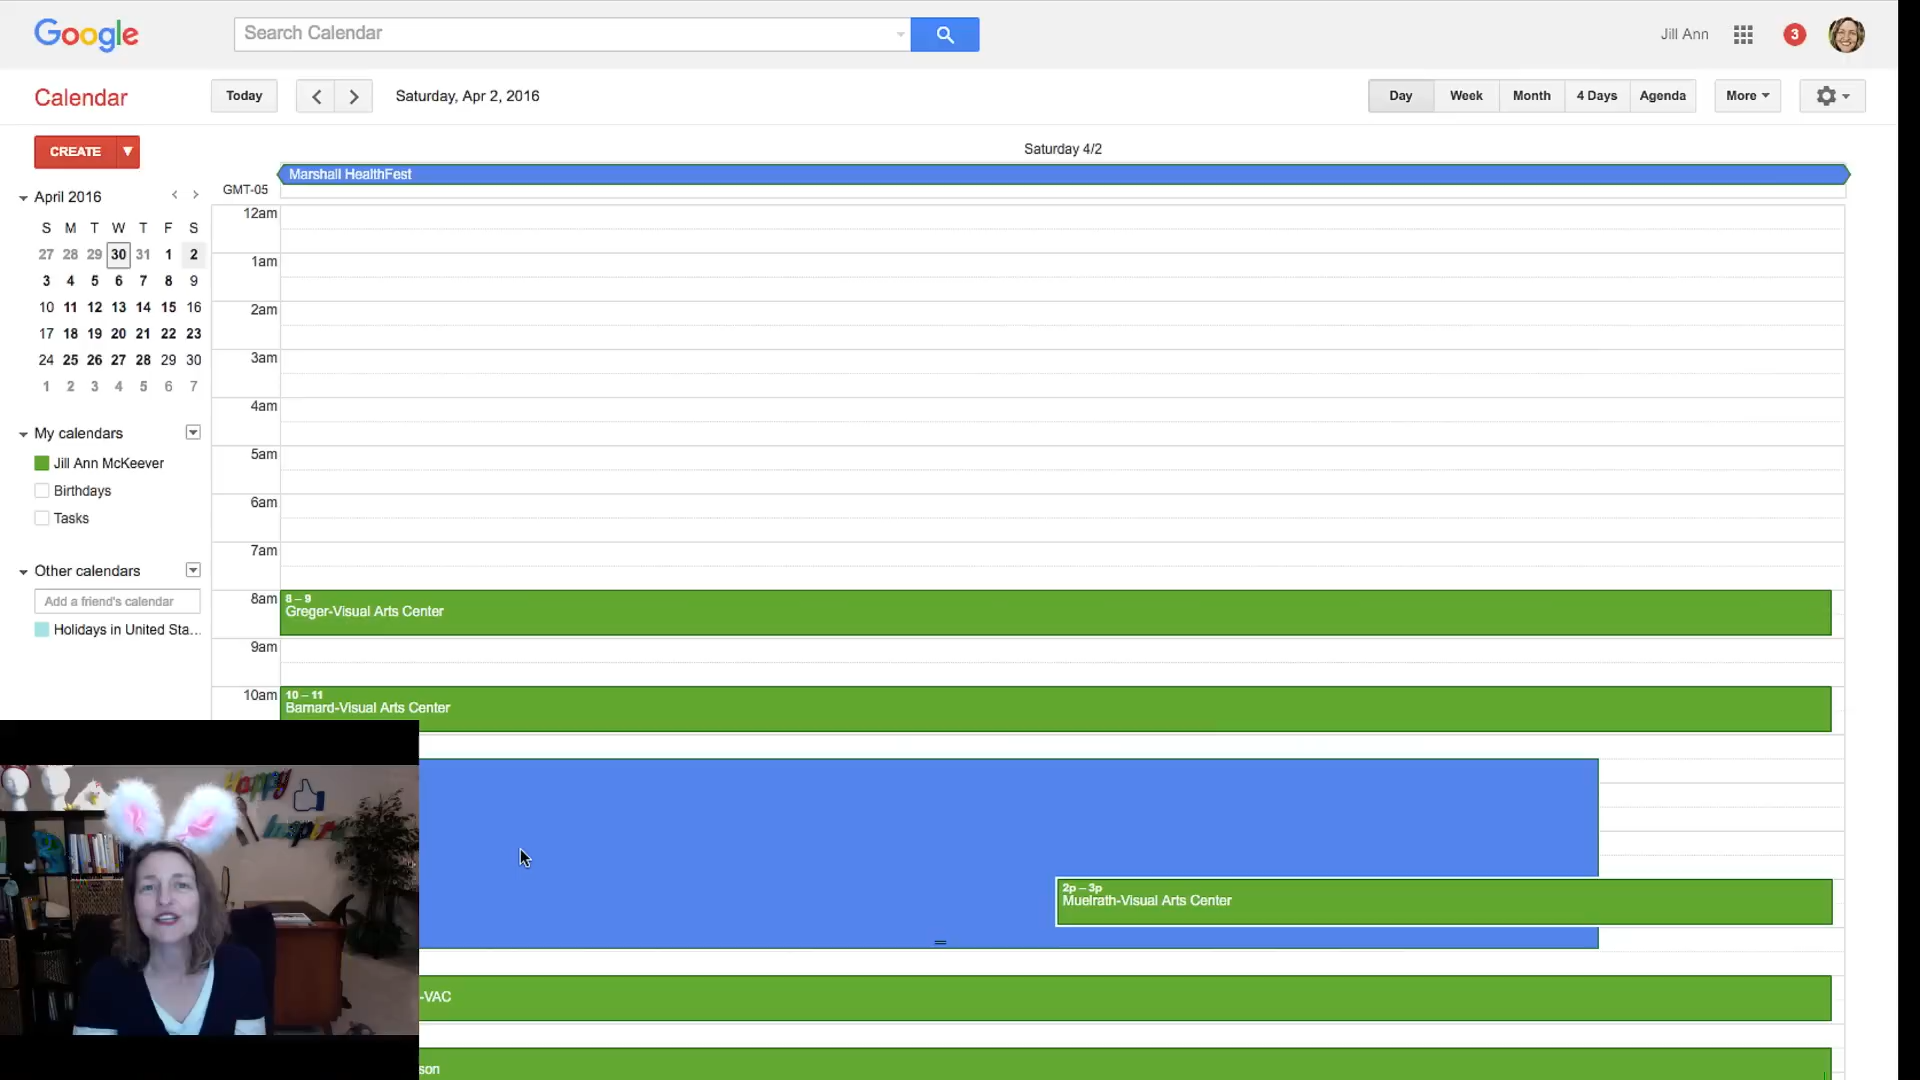 Google
Search Calendar
Jill Ann
3
Calendar
Today
Saturday, Apr 2, 2016
Day
Week
Month
4 Days
Agenda
More
CREATE
Saturday 4/2
Marshall HealthFest
GMT-05
April 2016
S M T W T F S
27 28 29 30 31 1 2
3 4 5 6 7 8 9
10 11 12 13 14 15 16
17 18 19 20 21 22 23
24 25 26 27 28 29 30
1 2 3 4 5 6 7
My calendars
Jill Ann McKeever
Birthdays
Tasks
Other calendars
Add a friend's calendar
Holidays in United Sta...
12am
1am
2am
3am
4am
5am
6am
7am
8am
8 – 9
Greger-Visual Arts Center
9am
10am
10 – 11
Barnard-Visual Arts Center
2p – 3p
Muelrath-Visual Arts Center
-VAC
son
Happy